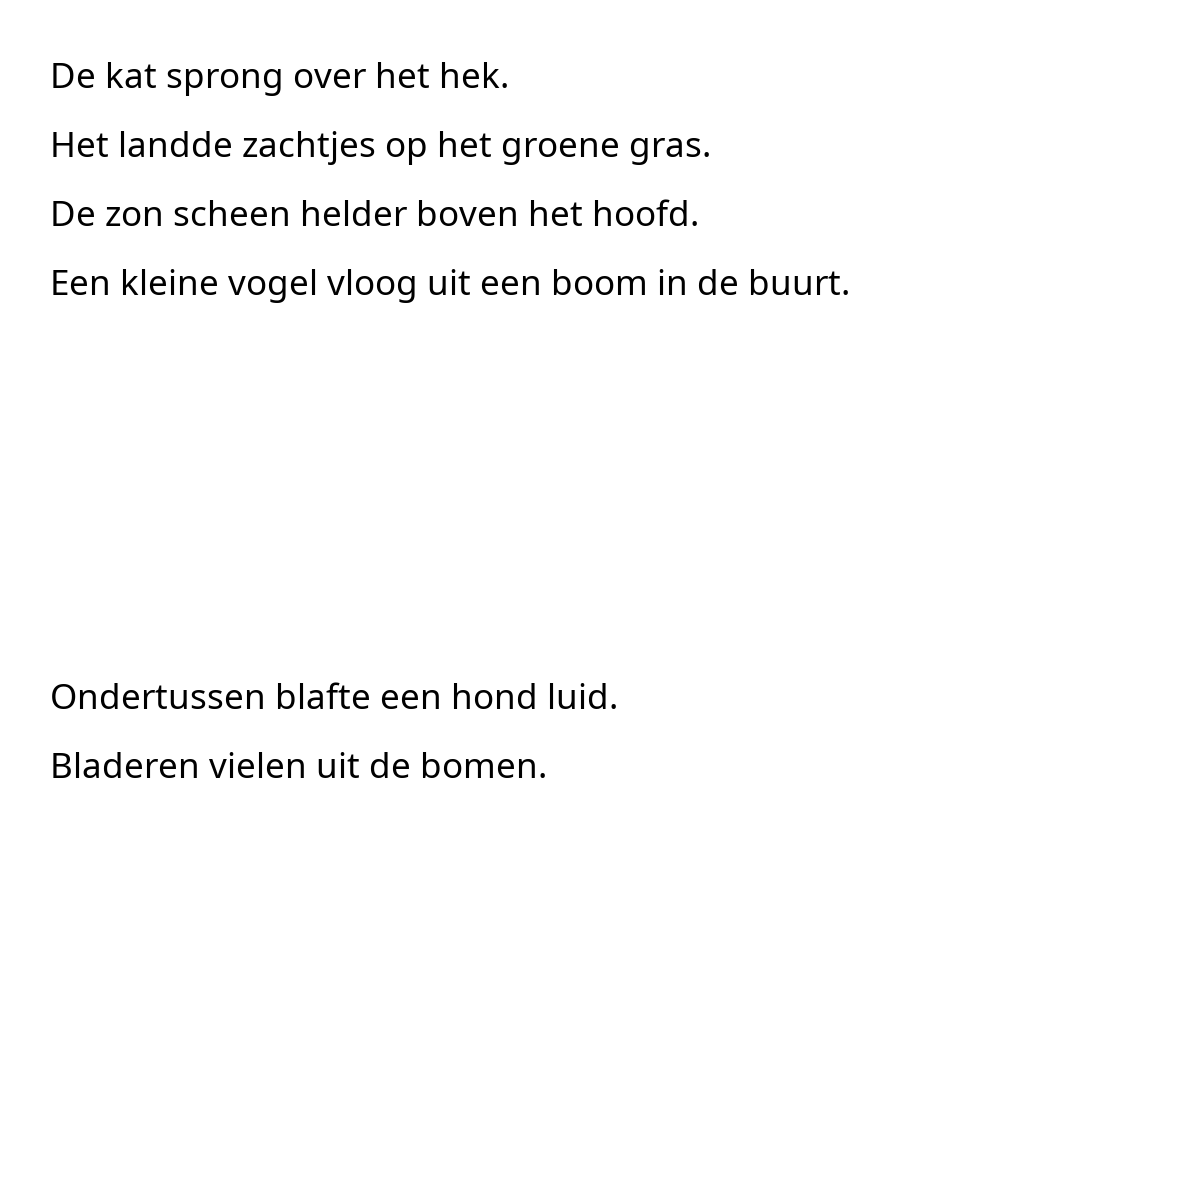 De kat sprong over het hek.
Het landde zachtjes op het groene gras.
De zon scheen helder boven het hoofd.
Een kleine vogel vloog uit een boom in de buurt.
Ondertussen blafte een hond luid.
Bladeren vielen uit de bomen.